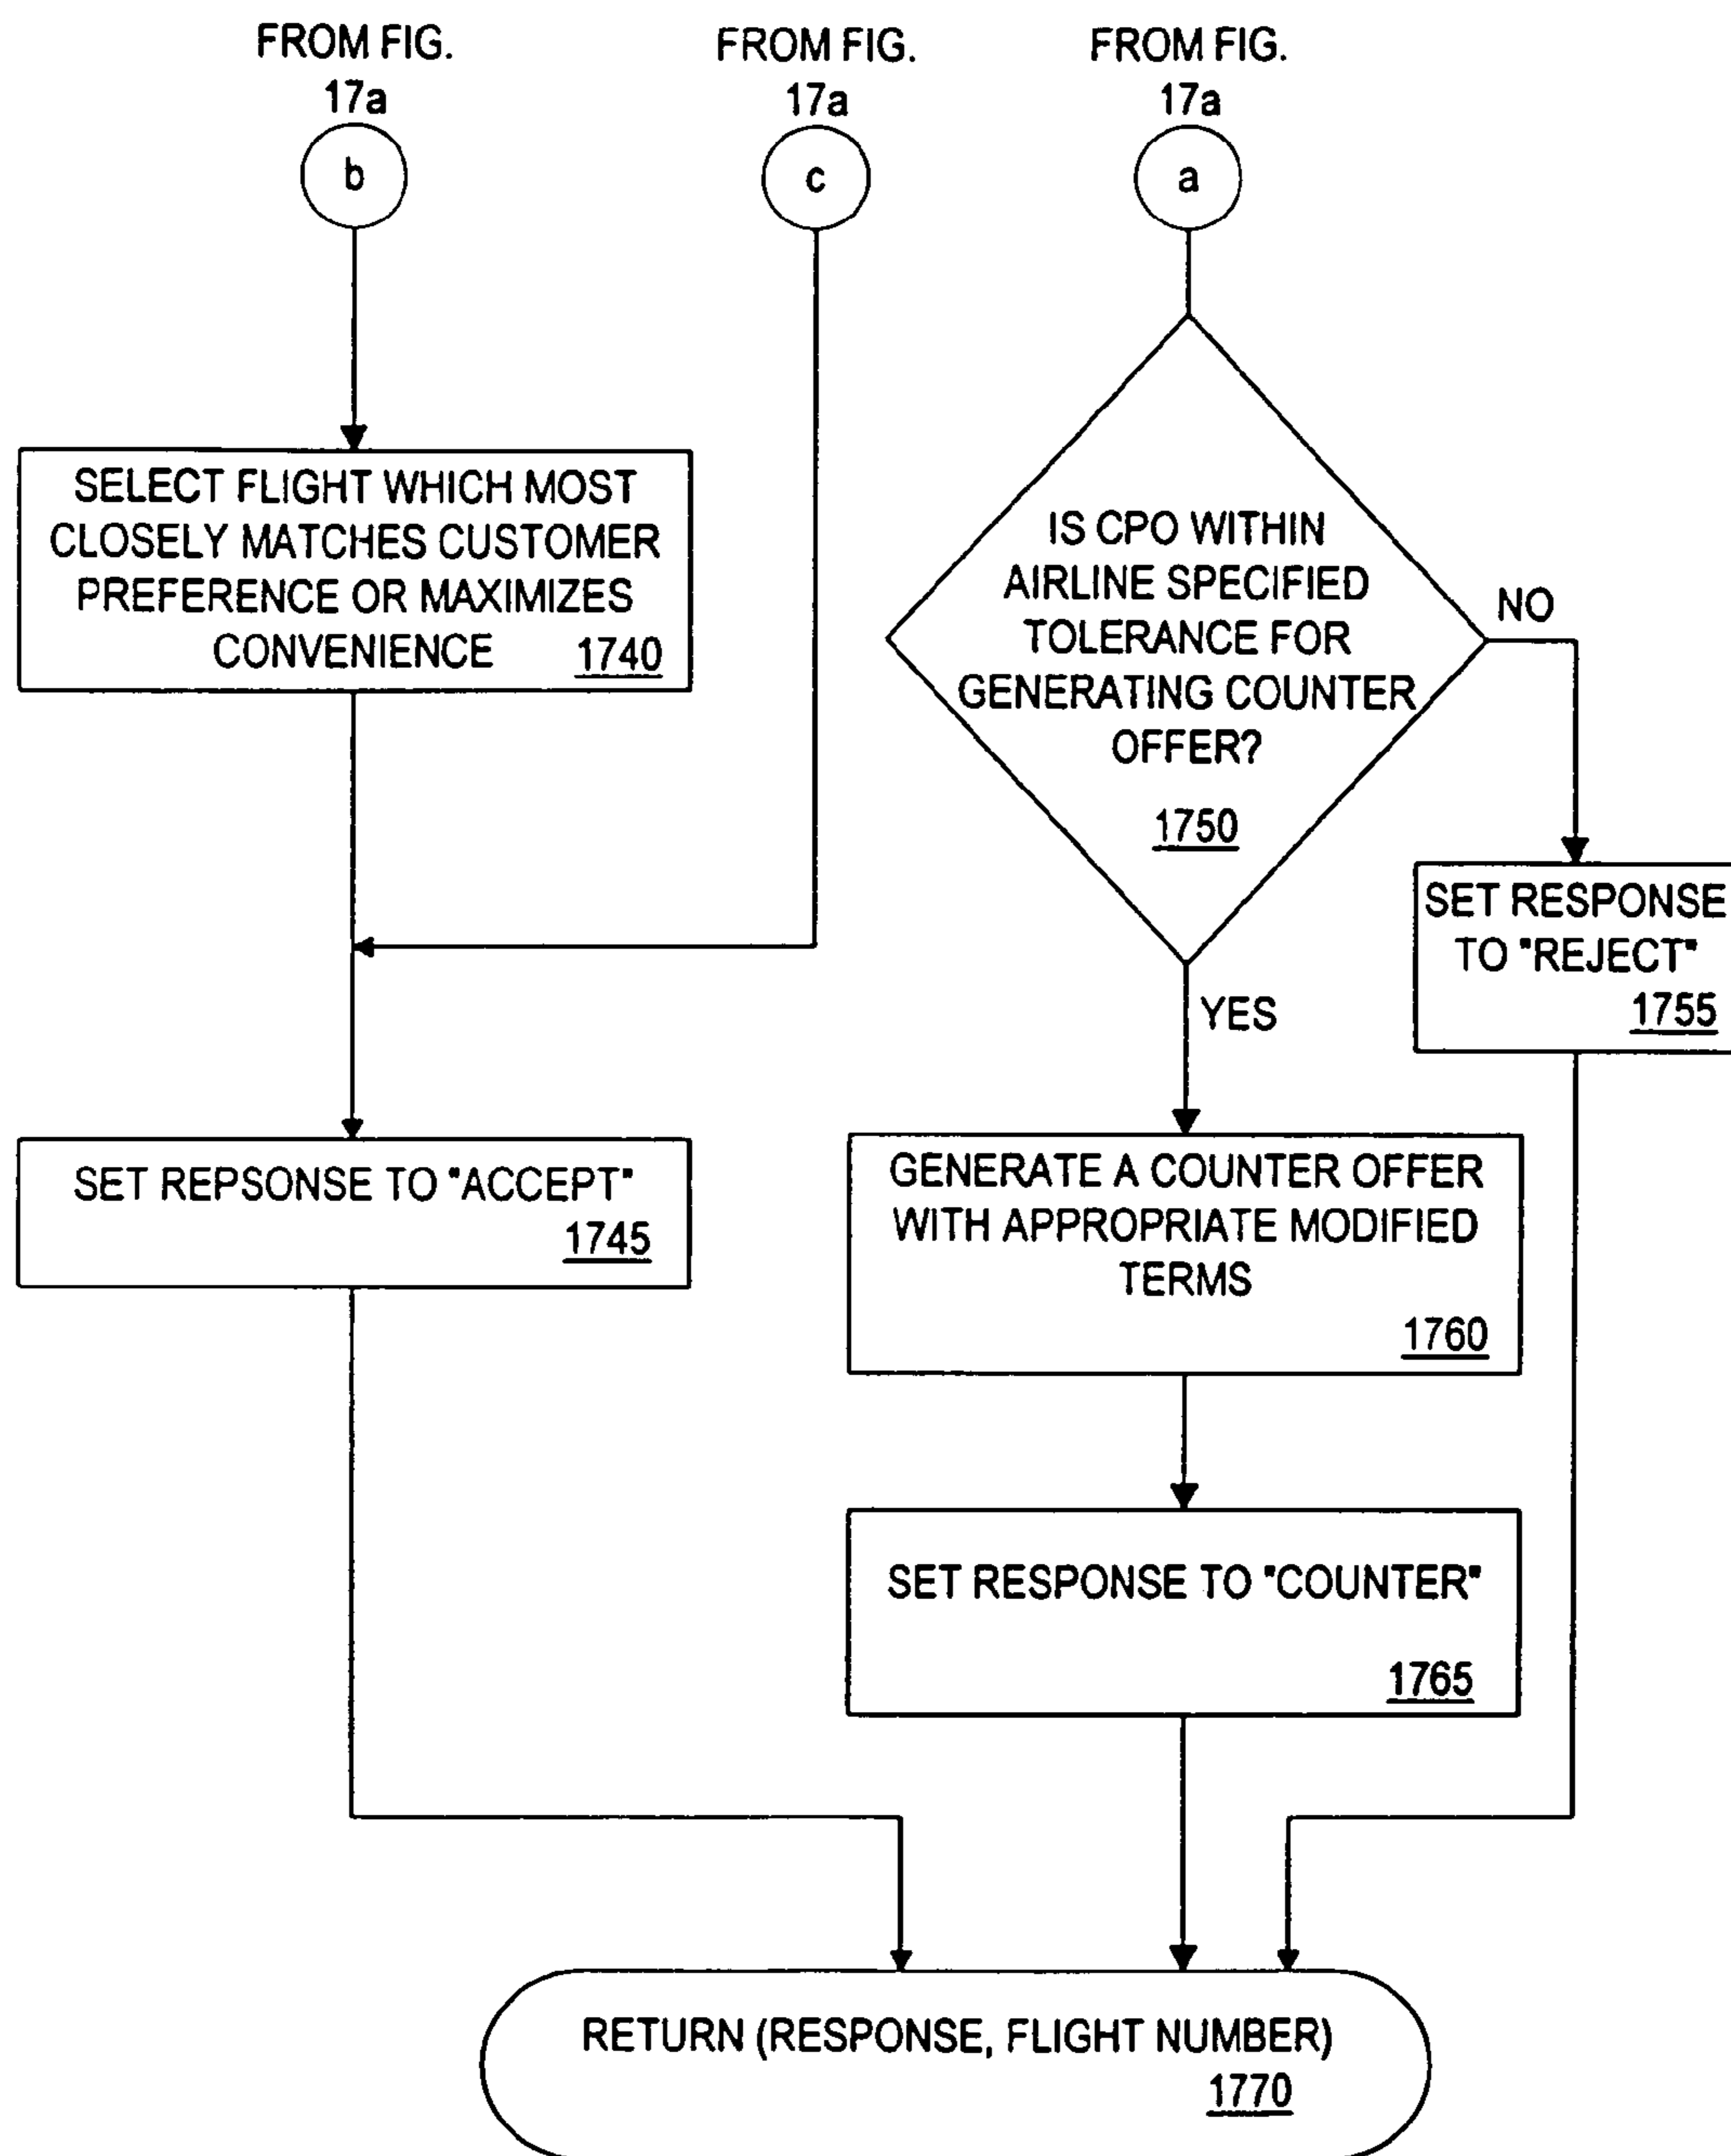 FROM FIG.
17a
b
FROM FIG.
17a
c
FROM FIG.
17a
a
SELECT FLIGHT WHICH MOST
CLOSELY MATCHES CUSTOMER
PREFERENCE OR MAXIMIZES
CONVENIENCE 1740
IS CPO WITHIN
AIRLINE SPECIFIED
TOLERANCE FOR
GENERATING COUNTER
OFFER?
1750
NO
SET RESPONSE
TO "REJECT"
1755
YES
SET REPSONSE TO "ACCEPT"
1745
GENERATE A COUNTER OFFER
WITH APPROPRIATE MODIFIED
TERMS
1760
SET RESPONSE TO "COUNTER"
1765
RETURN (RESPONSE, FLIGHT NUMBER)
1770